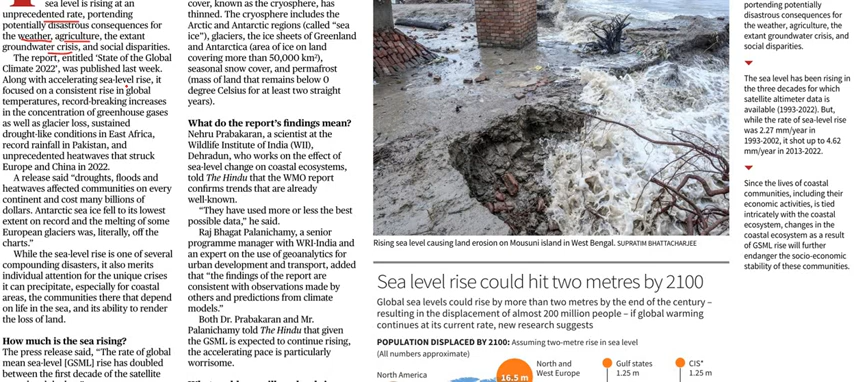 sea level is rising at an
unprecedented rate, portending
potentially disastrous consequences for
the weather, agriculture, the extant
groundwater crisis, and social disparities.
The report, entitled ‘State of the Global
Climate 2022’, was published last week.
Along with accelerating sea-level rise, it
focused on a consistent rise in global
temperatures, record-breaking increases
in the concentration of greenhouse gases
as well as glacier loss, sustained
drought-like conditions in East Africa,
record rainfall in Pakistan, and
unprecedented heatwaves that struck
Europe and China in 2022.
A release said “droughts, floods and
heatwaves affected communities on every
continent and cost many billions of
dollars. Antarctic sea ice fell to its lowest
extent on record and the melting of some
European glaciers was, literally, off the
charts.”
While the sea-level rise is one of several
compounding disasters, it also merits
individual attention for the unique crises
it can precipitate, especially for coastal
areas, the communities there that depend
on life in the sea, and its ability to render
the loss of land.
How much is the sea rising?
The press release said, “The rate of global
mean sea-level [GSML] rise has doubled
between the first decade of the satellite
cover, known as the cryosphere, has
thinned. The cryosphere includes the
Arctic and Antarctic regions (called “sea
ice”), glaciers, the ice sheets of Greenland
and Antarctica (area of ice on land
covering more than 50,000 km²),
seasonal snow cover, and permafrost
(mass of land that remains below 0
degree Celsius for at least two straight
years).
What do the report’s findings mean?
Nehru Prabakaran, a scientist at the
Wildlife Institute of India (WII),
Dehradun, who works on the effect of
sea-level change on coastal ecosystems,
told The Hindu that the WMO report
confirms trends that are already
well-known.
“They have used more or less the best
possible data,” he said.
Raj Bhagat Palanichamy, a senior
programme manager with WRI-India and
an expert on the use of geoanalytics for
urban development and transport, added
that “the findings of the report are
consistent with observations made by
others and predictions from climate
models.”
Both Dr. Prabakaran and Mr.
Palanichamy told The Hindu that given
the GSML is expected to continue rising,
the accelerating pace is particularly
worrisome.
Rising sea level causing land erosion on Mousuni island in West Bengal. SUPRATIM BHATTACHARJEE
Sea level rise could hit two metres by 2100
Global sea levels could rise by more than two metres by the end of the century –
resulting in the displacement of almost 200 million people – if global warming
continues at its current rate, new research suggests
POPULATION DISPLACED BY 2100: Assuming two-metre rise in sea level
(All numbers approximate)
North America
16.5 m
North and
West Europe
Gulf states
1.25 m
CIS*
1.25 m
portending potentially
disastrous consequences for
the weather, agriculture, the
extant groundwater crisis, and
social disparities.
The sea level has been rising in
the three decades for which
satellite altimeter data is
available (1993-2022). But,
while the rate of sea-level rise
was 2.27 mm/year in
1993-2002, it shot up to 4.62
mm/year in 2013-2022.
Since the lives of coastal
communities, including their
economic activities, is tied
intricately with the coastal
ecosystem, changes in the
coastal ecosystem as a result
of GSML rise will further
endanger the socio-economic
stability of these communities.